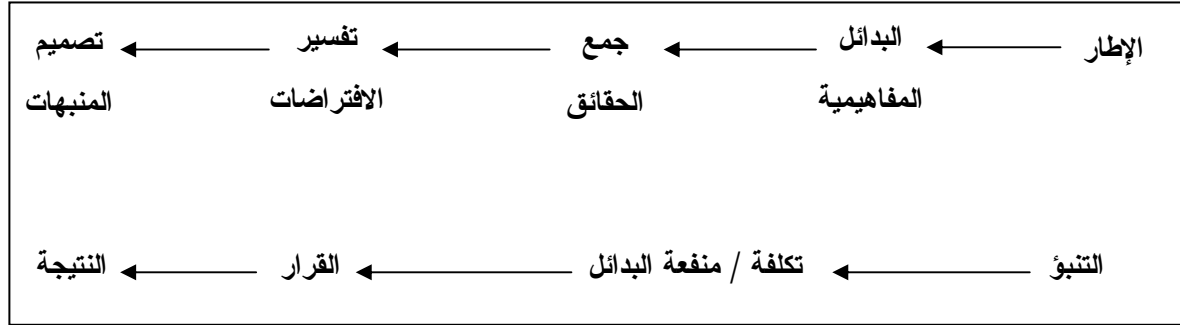 الإطار البدائل جمع تفسير تصميم
المفاهيمية الحقائق الافتراضات المنبهات
التنبؤ تكلفة / منفعة البدائل القرار النتيجة